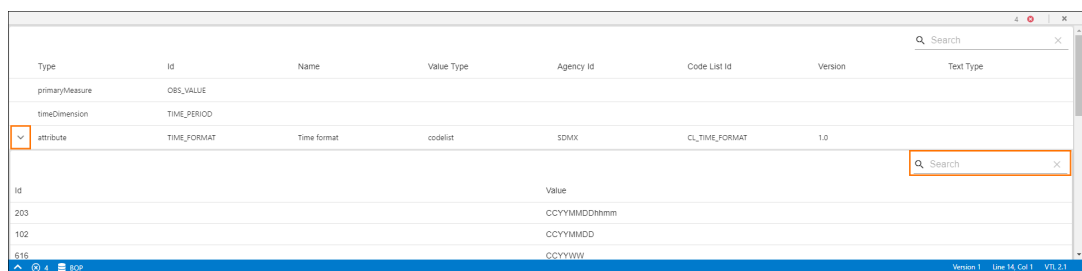 4
Search
Type Id Name Value Type Agency Id Code List Id Version Text Type
primaryMeasure OBS_VALUE
timeDimension TIME_PERIOD
attribute TIME_FORMAT Time format codelist SDMX CL_TIME_FORMAT 1.0
Search
Id Value
203 CCYYMMDDhhmm
102 CCYYMMDD
616 CCYYWW
4 BOP Version 1 Line 14, Col 1 VTL 2.1